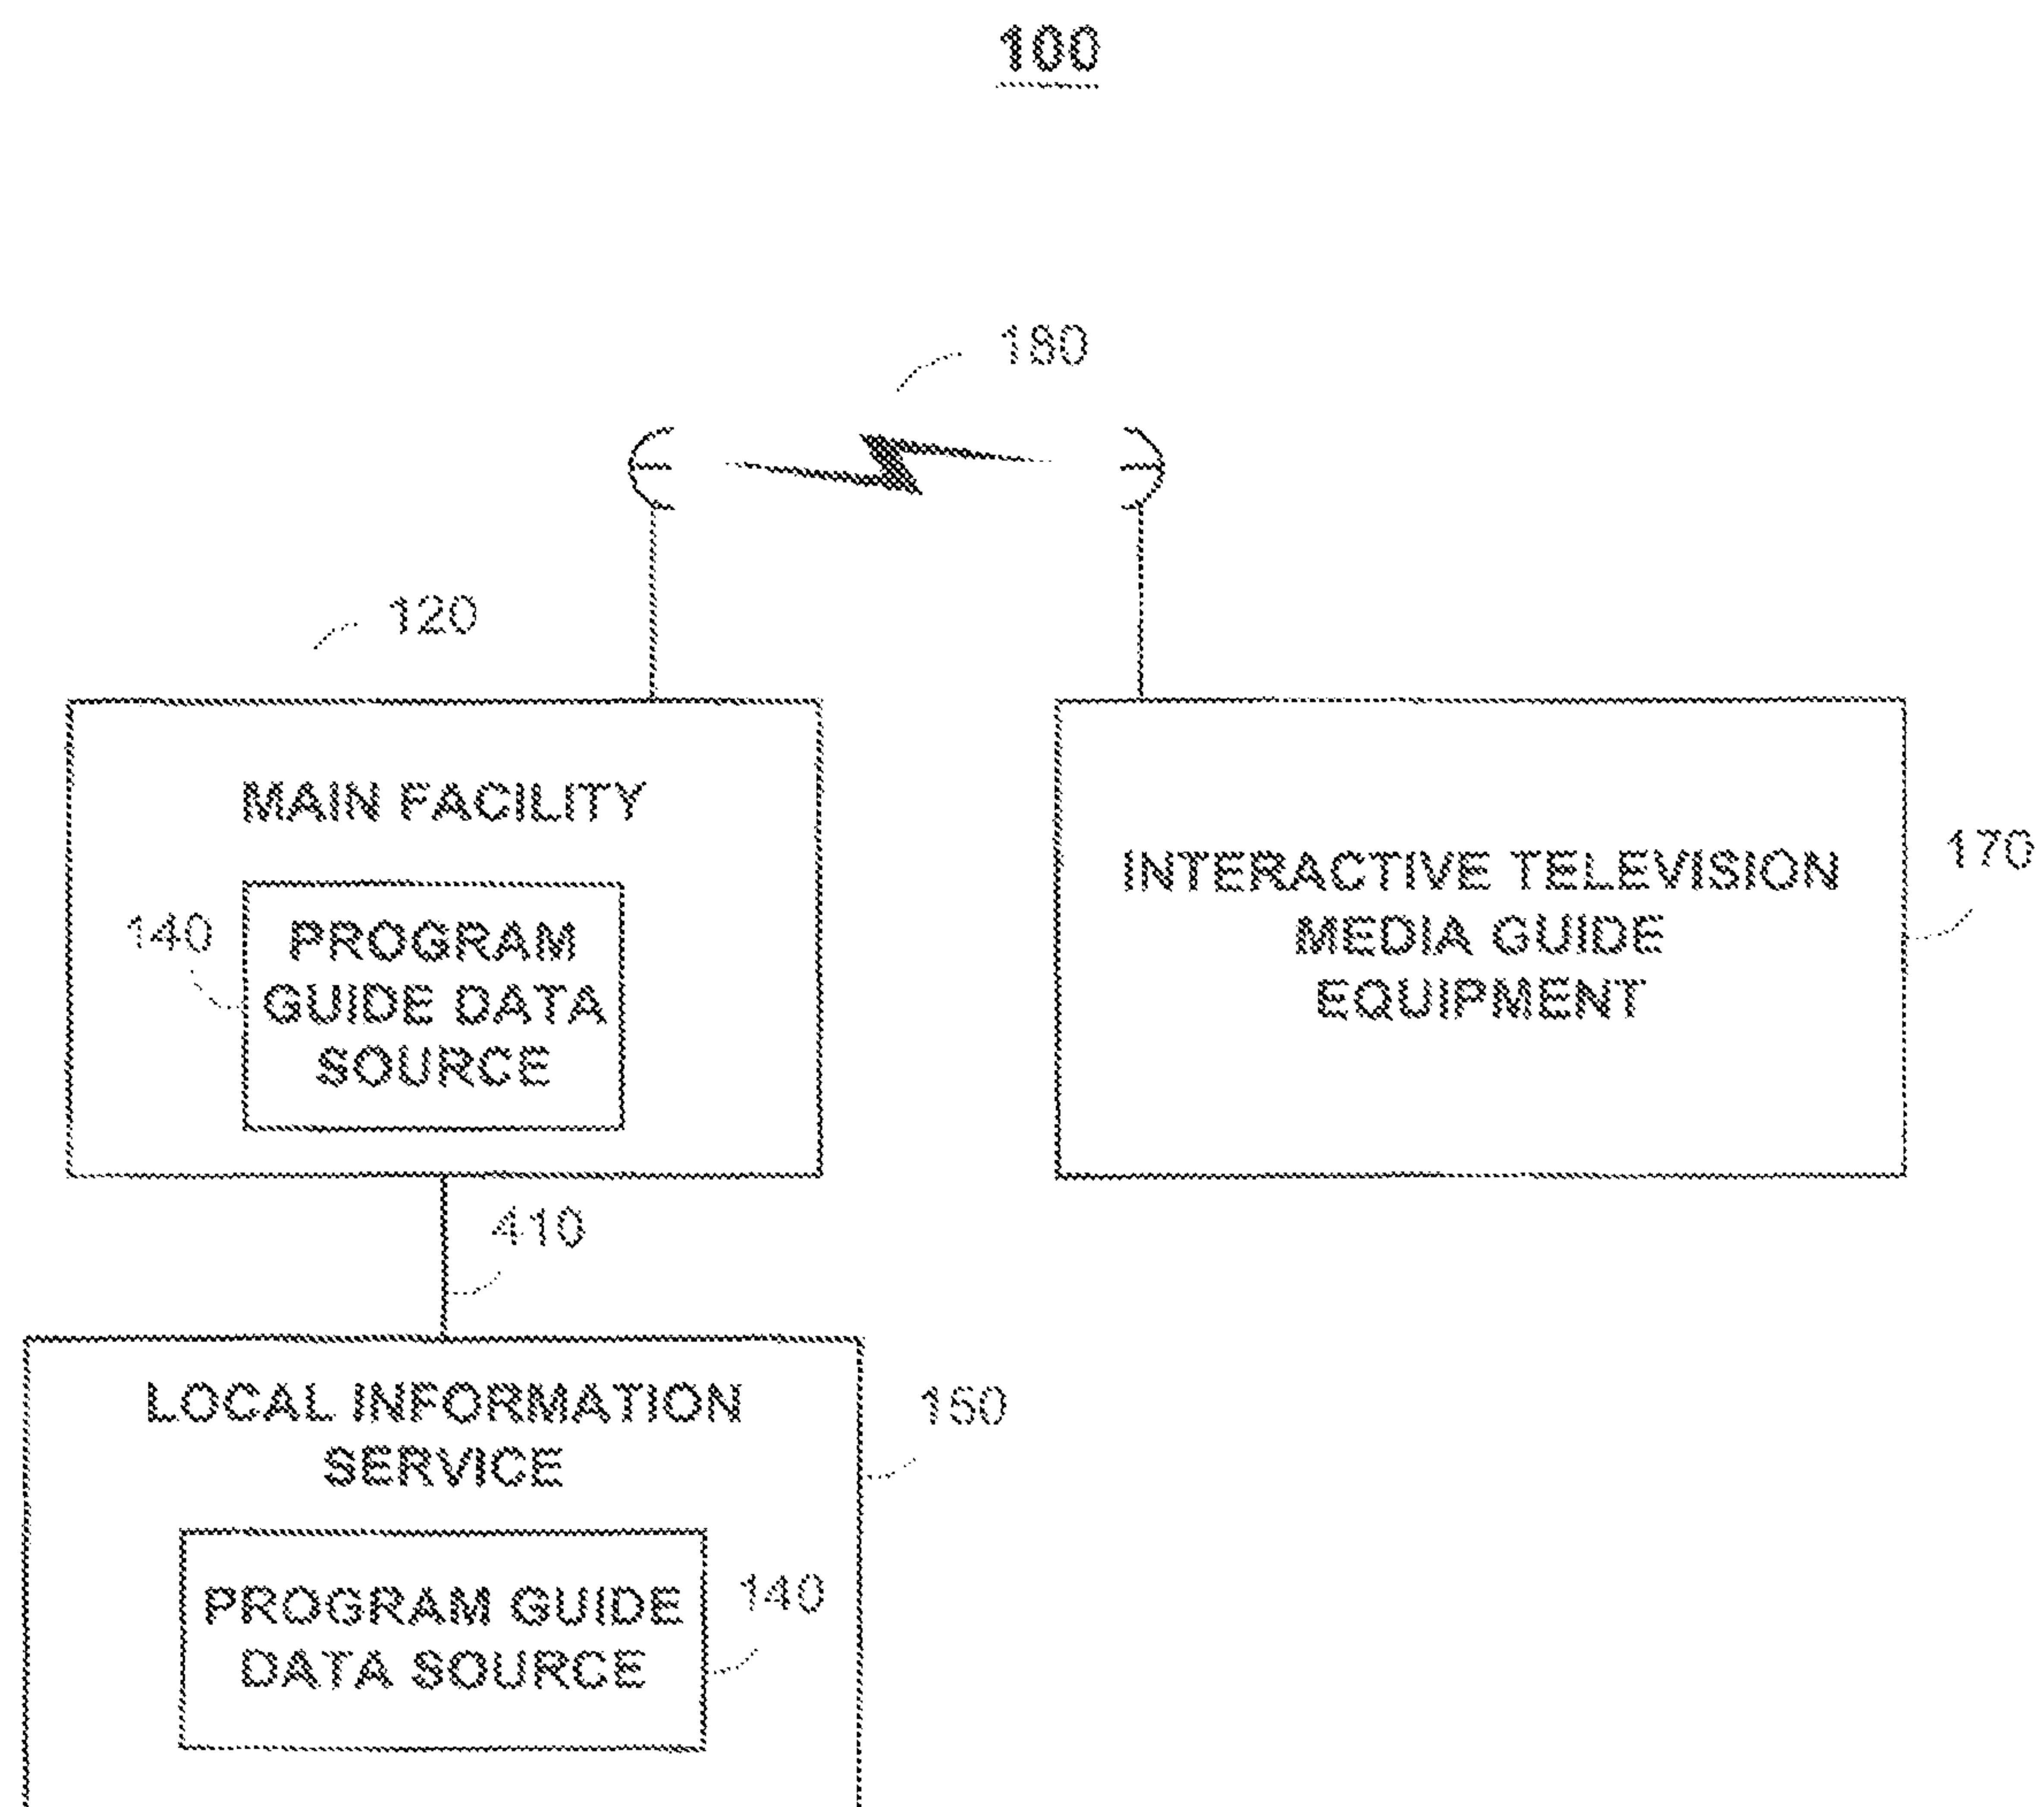 100
180
120
MAIN FACILITY
140
PROGRAM
GUIDE DATA
SOURCE
INTERACTIVE TELEVISION
MEDIA GUIDE
EQUIPMENT
170
410
LOCAL INFORMATION
SERVICE
150
PROGRAM GUIDE
DATA SOURCE
140